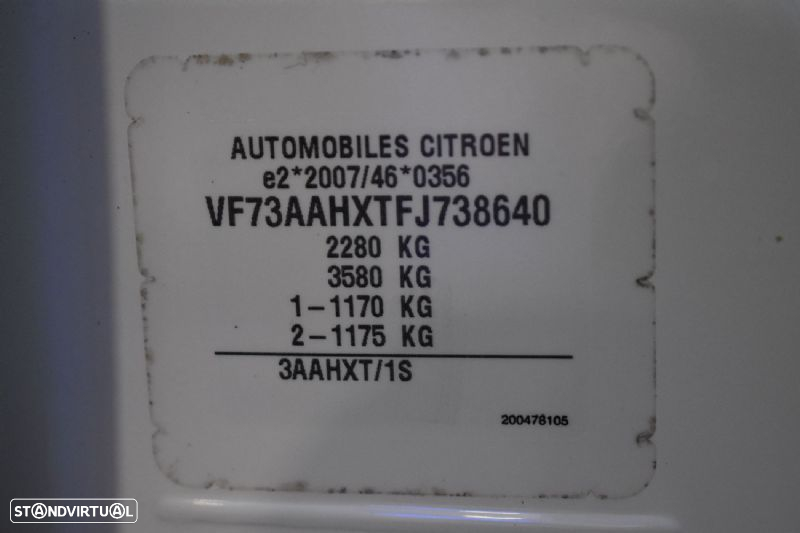 AUTOMOBILES CITROEN
e2*2007/46*0356
VF73AAHXTFJ738640
2280 KG
3580 KG
1-1170 KG
2-1175 KG
3AAHXT/1S
200478105
STANDVIRTUAL